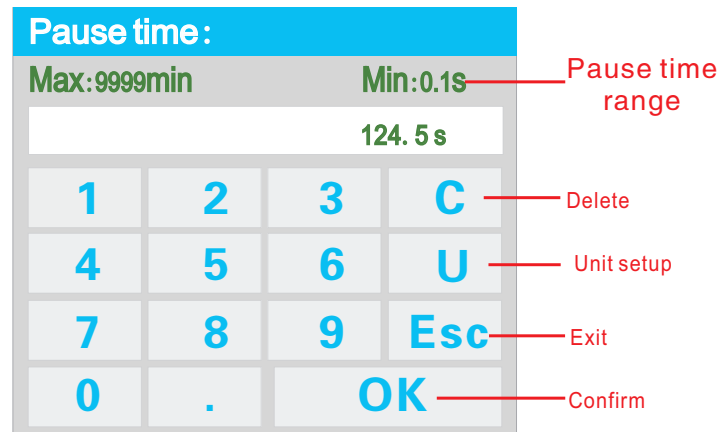 Pause time:
Max:9999min Min:0.1s Pause time range
124.5 s
1 2 3 C Delete
4 5 6 U Unit setup
7 8 9 Esc Exit
0 . OK Confirm